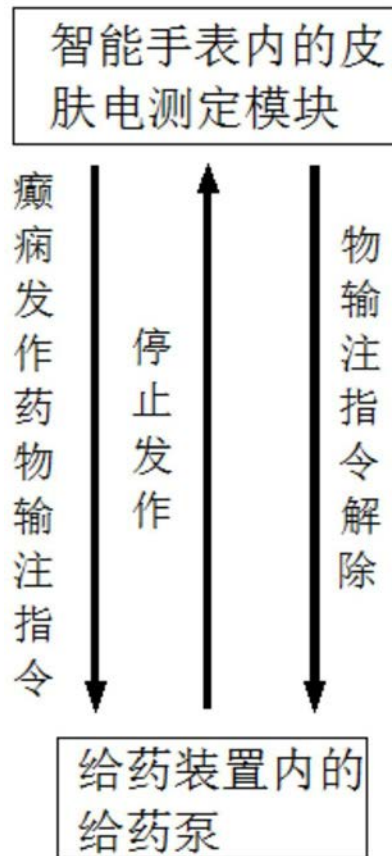 智能手表内的皮
肤电测定模块
癫痫发作药物输注指令
停止发作
物输注指令解除
给药装置内的
给药泵